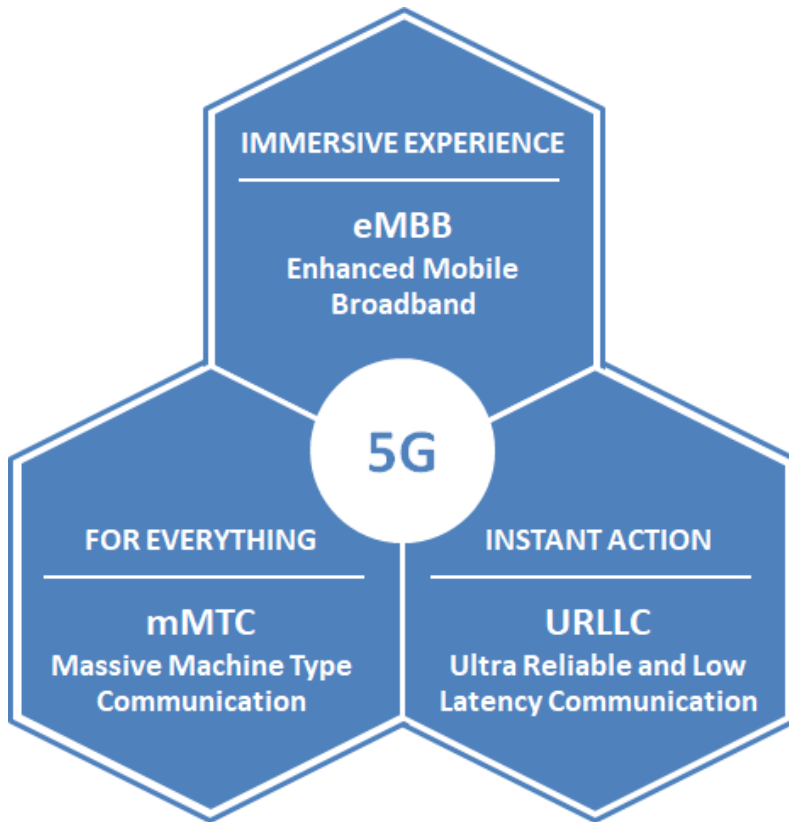 IMMERSIVE EXPERIENCE
eMBB
Enhanced Mobile
Broadband
5G
FOR EVERYTHING
mMTC
Massive Machine Type
Communication
INSTANT ACTION
URLLC
Ultra Reliable and Low
Latency Communication